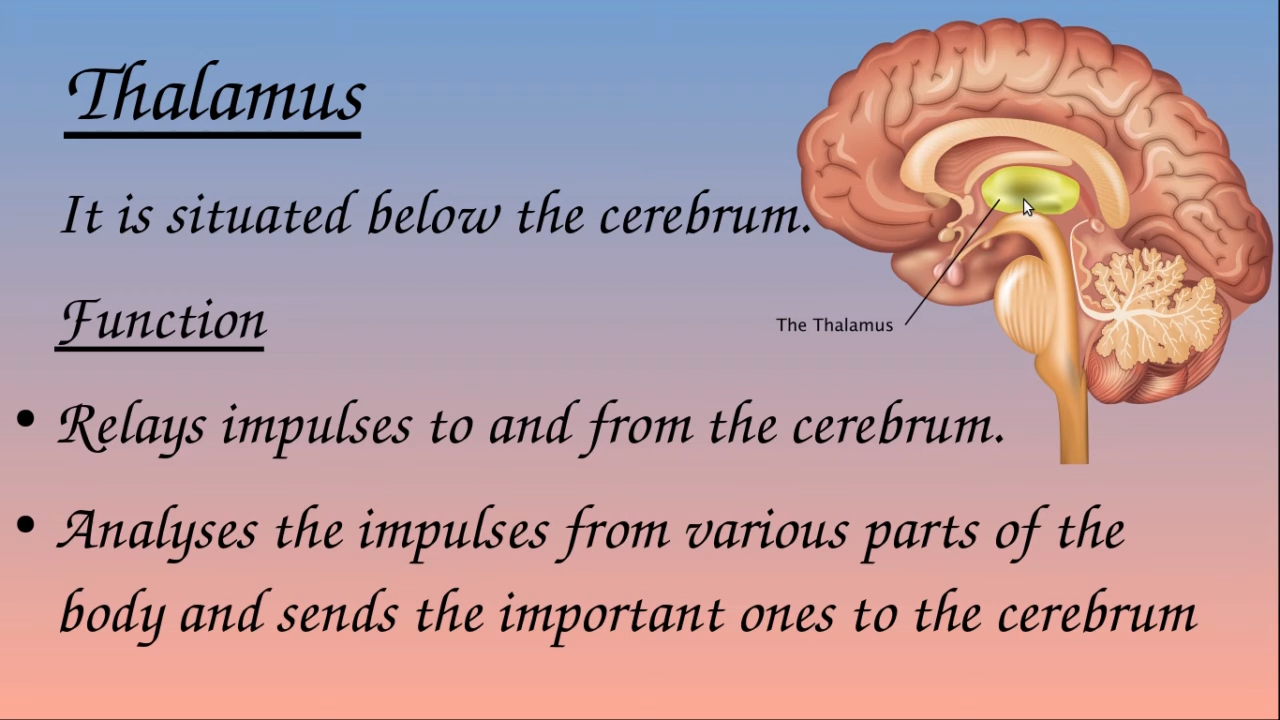 Thalamus
It is situated below the cerebrum.
Function
The Thalamus
• Relays impulses to and from the cerebrum.
• Analyses the impulses from various parts of the
body and sends the important ones to the cerebrum